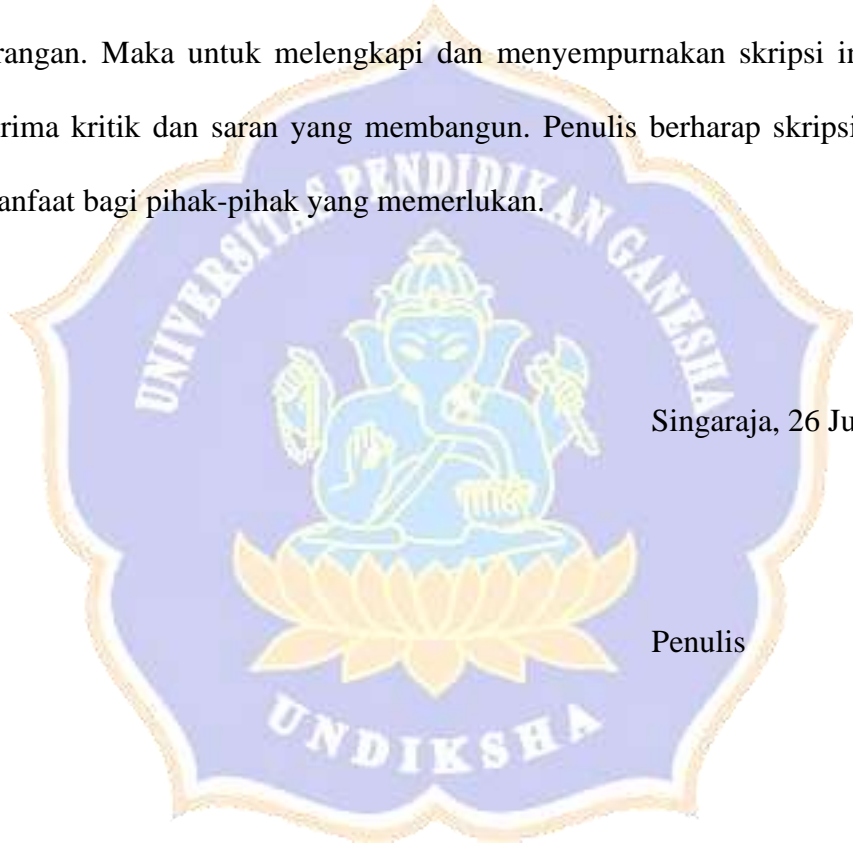 rangan. Maka untuk melengkapi dan menyempurnakan skripsi in
rima kritik dan saran yang membangun. Penulis berharap skripsi
anfaat bagi pihak-pihak yang memerlukan.
UNIVERSITAS PENDIDIKAN GANESHA
Singaraja, 26 Ju
Penulis
UNDIKSHA